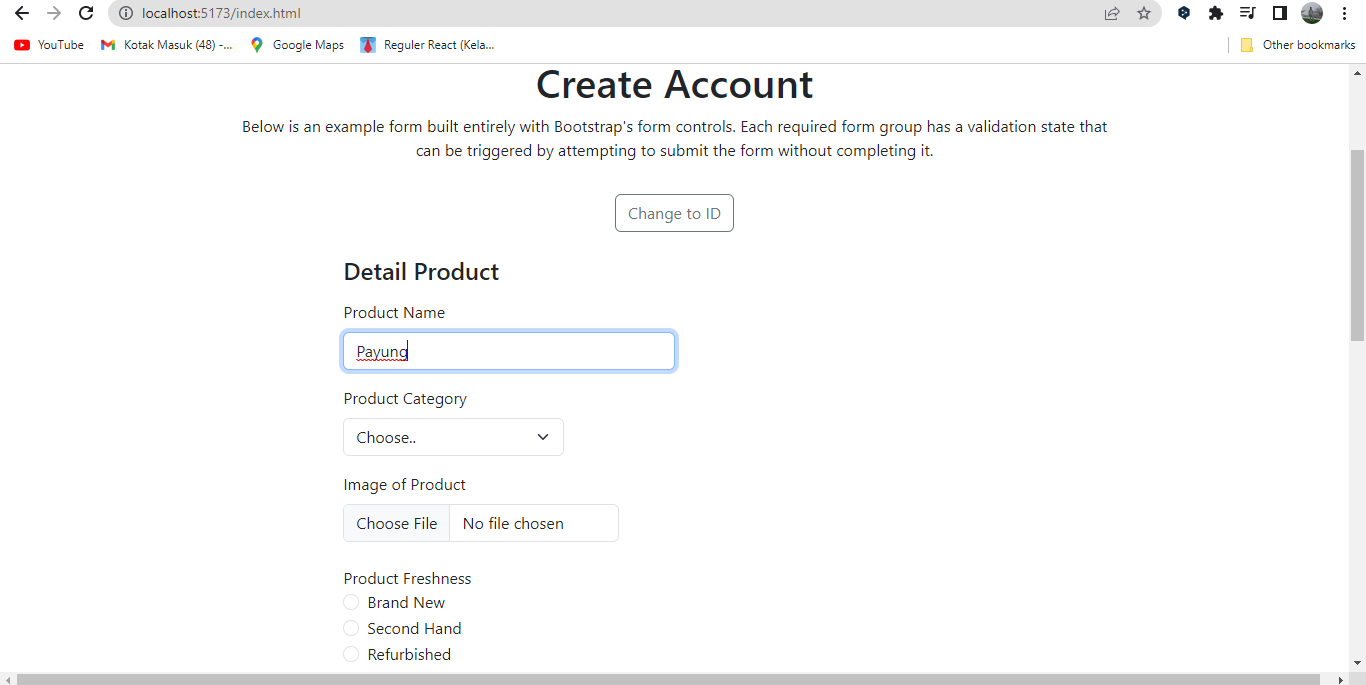 localhost:5173/index.html
YouTube Kotak Masuk (48) -... Google Maps Reguler React (Kela... Other bookmarks
Create Account
Below is an example form built entirely with Bootstrap's form controls. Each required form group has a validation state that
can be triggered by attempting to submit the form without completing it.
Change to ID
Detail Product
Product Name
Payung
Product Category
Choose..
Image of Product
Choose File No file chosen
Product Freshness
Brand New
Second Hand
Refurbished